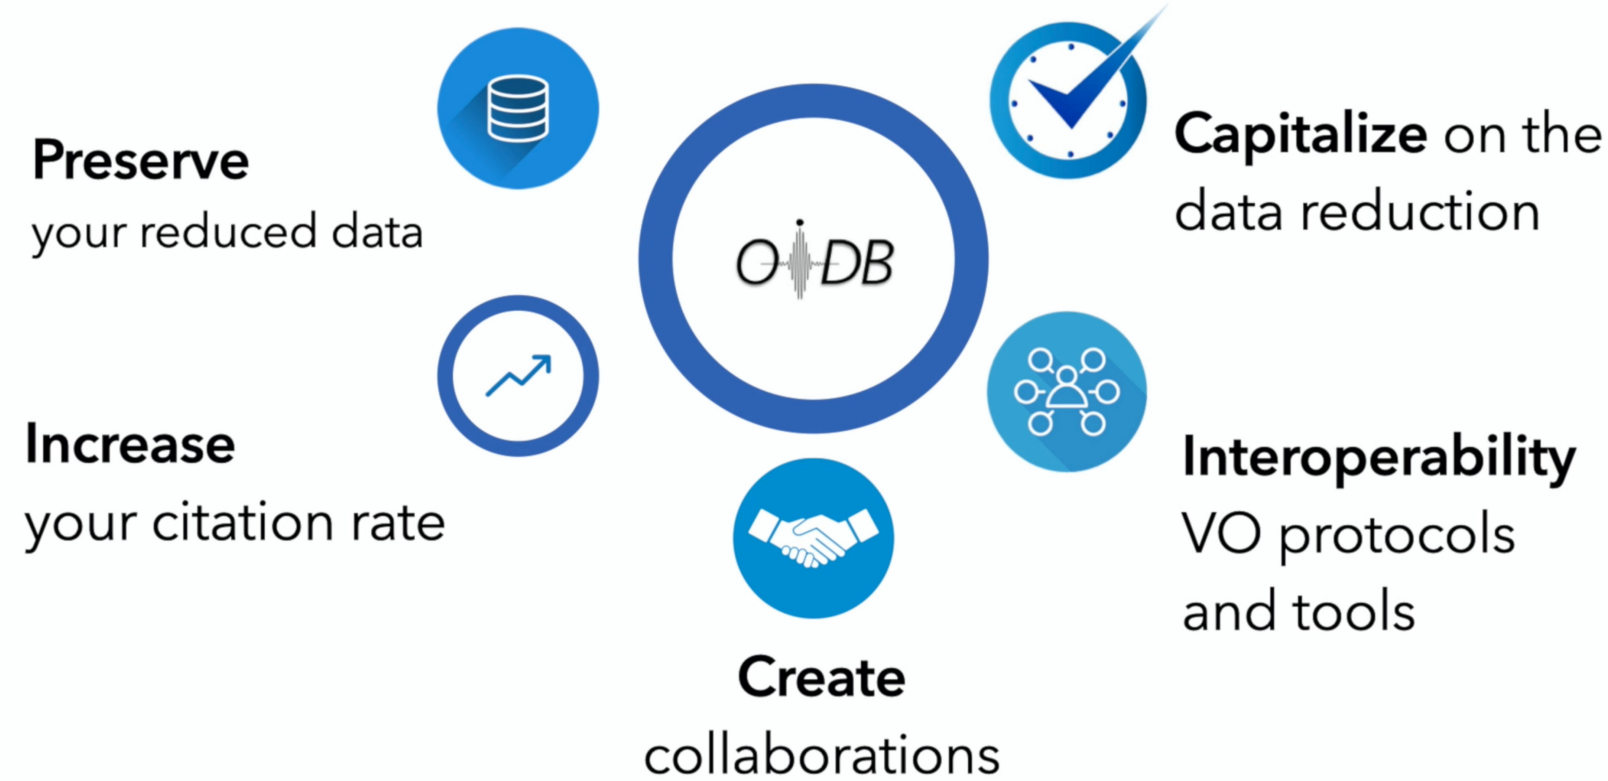 Preserve
your reduced data
Increase
your citation rate
OiDB
Create
collaborations
Capitalize on the
data reduction
Interoperability
VO protocols
and tools